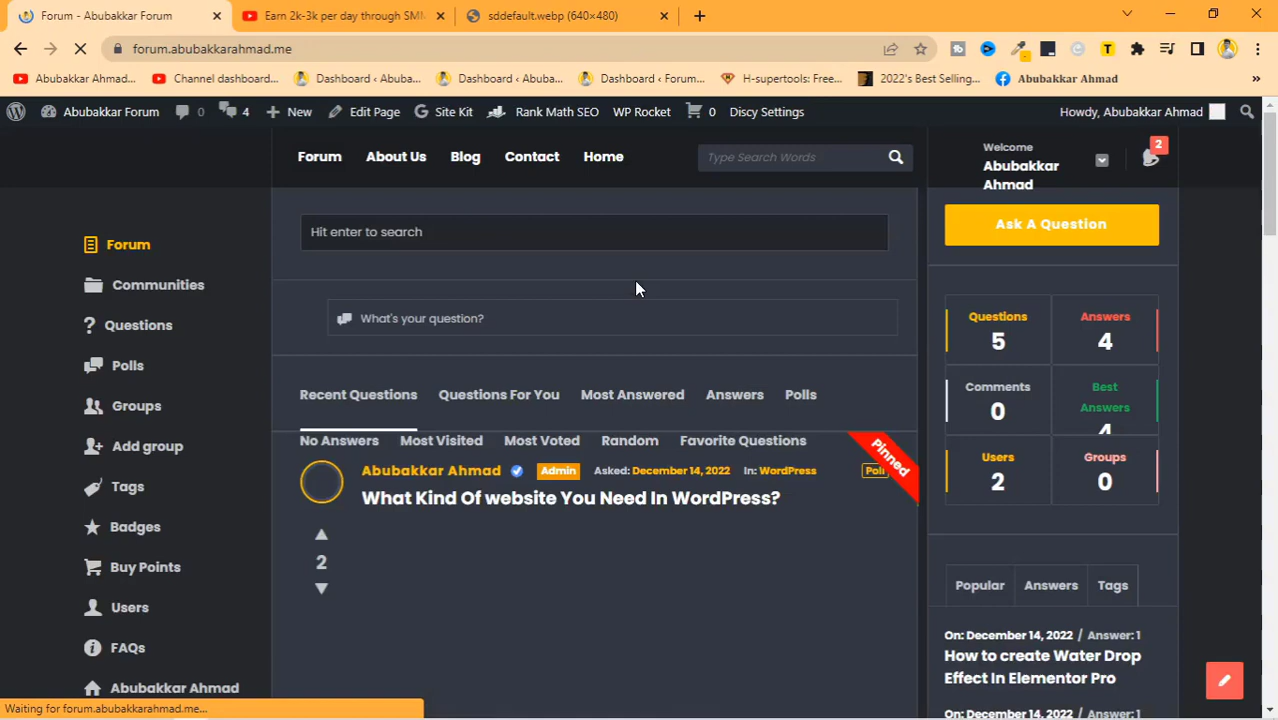 Forum - Abubakkar Forum
Earn 2k-3k per day through SMM
sddefault.webp (640×480)
forum.abubakkarahmad.me
Abubakkar Ahmad...
Channel dashboard...
Dashboard ‹ Abuba...
Dashboard ‹ Abubak...
Dashboard ‹ Forum...
H-supertools: Free...
2022's Best Selling...
Abubakkar Ahmad
»
Abubakkar Forum
0
4
New
Edit Page
Site Kit
Rank Math SEO
WP Rocket
0
Discy Settings
Howdy, Abubakkar Ahmad
Forum
About Us
Blog
Contact
Home
Type Search Words
Welcome
Abubakkar
Ahmad
2
Hit enter to search
Ask A Question
What's your question?
Forum
Communities
Questions
Polls
Groups
Add group
Tags
Badges
Buy Points
Users
FAQs
Abubakkar Ahmad
Recent Questions
Questions For You
Most Answered
Answers
Polls
No Answers
Most Visited
Most Voted
Random
Favorite Questions
Pinned
Abubakkar Ahmad
Admin
Asked: December 14, 2022
In: WordPress
Poll
What Kind Of website You Need In WordPress?
2
Questions
5
Answers
4
Comments
0
Best
Answers
4
Users
2
Groups
0
Popular
Answers
Tags
On: December 14, 2022 / Answer: 1
How to create Water Drop
Effect In Elementor Pro
On: December 14, 2022 / Answer: 1
Waiting for forum.abubakkarahmad.me...